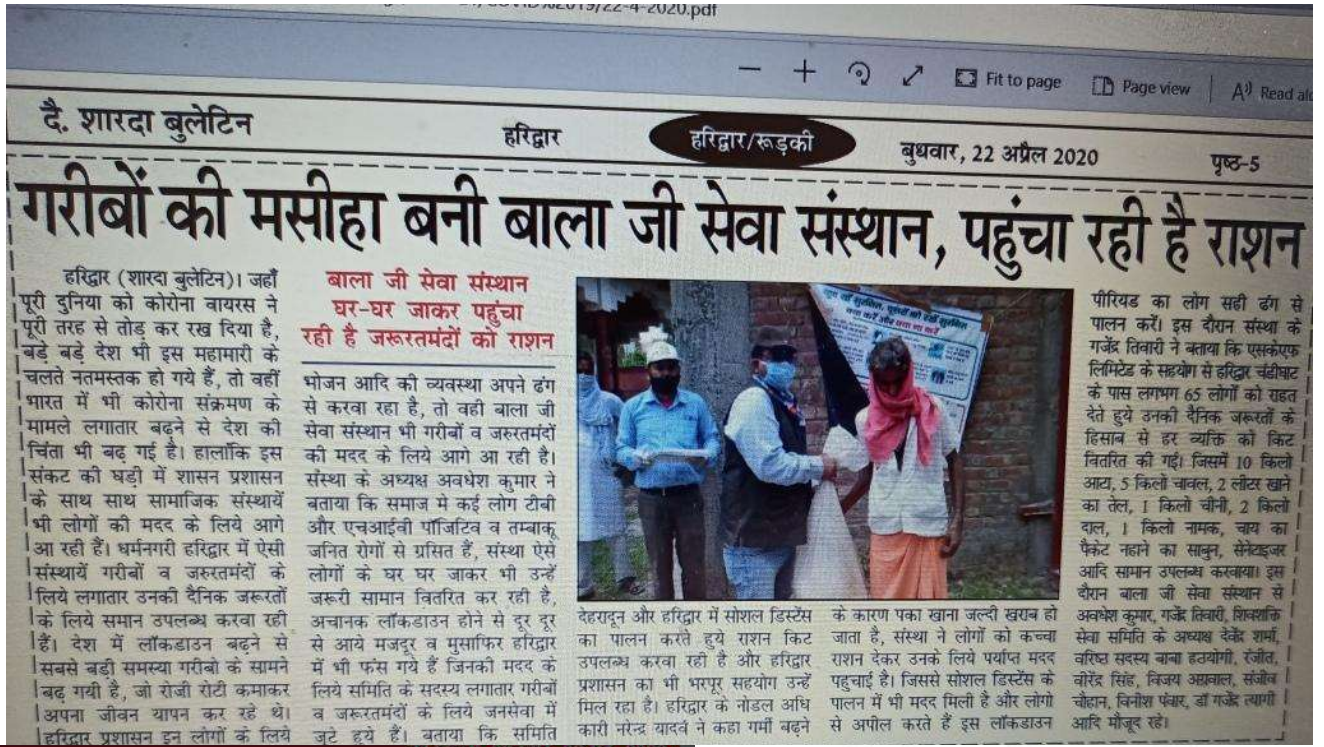 22-4-2020.pdf
Fit to page
Page view
Read
दै. शारदा बुलेटिन
हरिद्वार
हरिद्वार/रूड़की
बुधवार, 22 अप्रैल 2020
पृष्ठ-5
गरीबों की मसीहा बनी बाला जी सेवा संस्थान, पहुंचा रही है राशन
हरिद्वार (शारदा बुलेटिन)। जहाँ
पूरी दुनिया को कोरोना वायरस ने
पूरी तरह से तोड़ कर रख दिया है,
बड़े बड़े देश भी इस महामारी के
चलते नतमस्तक हो गये हैं, तो वहीं
भारत में भी कोरोना संक्रमण के
मामले लगातार बढ़ने से देश की
चिंता भी बढ़ गई है। हालांकि इस
संकट की घड़ी में शासन प्रशासन
के साथ साथ सामाजिक संस्थायें
भी लोगों की मदद के लिये आगे
आ रही हैं। धर्मनगरी हरिद्वार में ऐसी
संस्थायें गरीबों व जरुरतमंदों के
लिये लगातार उनकी दैनिक जरूरतों
के लिये समान उपलब्ध करवा रही
हैं। देश में लॉकडाउन बढ़ने से
सबसे बड़ी समस्या गरीबो के सामने
बढ़ गयी है, जो रोजी रोटी कमाकर
अपना जीवन यापन कर रहे थे।
हरिद्वार प्रशासन इन लोगों के लिये
बाला जी सेवा संस्थान
घर-घर जाकर पहुंचा
रही है जरूरतमंदों को राशन
भोजन आदि की व्यवस्था अपने ढंग
से करवा रहा है, तो वही बाला जी
सेवा संस्थान भी गरीबों व जरुरतमंदों
की मदद के लिये आगे आ रही है।
संस्था के अध्यक्ष अवधेश कुमार ने
बताया कि समाज मे कई लोग टीबी
और एचआईवी पॉजिटिव व तम्बाकू
जनित रोगों से ग्रसित हैं, संस्था ऐसे
लोगों के घर घर जाकर भी उन्हें
जरूरी सामान वितरित कर रही है,
अचानक लॉकडाउन होने से दूर दूर
से आये मजदूर व मुसाफिर हरिद्वार
में भी फंस गये हैं जिनकी मदद के
लिये समिति के सदस्य लगातार गरीबों
व जरूरतमंदों के लिये जनसेवा में
जुटे हुये हैं। बताया कि समिति
देहरादून और हरिद्वार में सोशल डिस्टेंस
का पालन करते हुये राशन किट
उपलब्ध करवा रही है और हरिद्वार
प्रशासन का भी भरपूर सहयोग उन्हें
मिल रहा है। हरिद्वार के नोडल अधि
कारी नरेन्द्र यादव ने कहा गर्मी बढ़ने
के कारण पका खाना जल्दी खराब हो
जाता है, संस्था ने लोगों को कच्चा
राशन देकर उनके लिये पर्याप्त मदद
पहुचाई है। जिससे सोशल डिस्टेंस के
पालन में भी मदद मिली है और लोगो
से अपील करते हैं इस लॉकडाउन
पीरियड का लोग सही ढंग से
पालन करें। इस दौरान संस्था के
गजेंद्र तिवारी ने बताया कि एसकेएफ
लिमिटेड के सहयोग से हरिद्वार चंडीघाट
के पास लगभग 65 लोगों को राहत
देते हुये उनकी दैनिक जरूरतों के
हिसाब से हर व्यक्ति को किट
वितरित की गई। जिसमें 10 किलो
आटा, 5 किलो चावल, 2 लीटर खाने
का तेल, 1 किलो चीनी, 2 किलो
दाल, 1 किलो नामक, चाय का
पैकेट नहाने का साबुन, सेनेटाइजर
आदि सामान उपलब्ध करवाया। इस
दौरान बाला जी सेवा संस्थान से
अवधेश कुमार, गजेंद्र तिवारी, शिवशक्ति
सेवा समिति के अध्यक्ष देवेंद्र शर्मा,
वरिष्ठ सदस्य बाबा हठयोगी, रंजीत,
वीरेंद्र सिंह, विजय अग्रवाल, संजीव
चौहान, विनोश पंवार, डॉ गजेंद्र त्यागी
आदि मौजूद रहे।